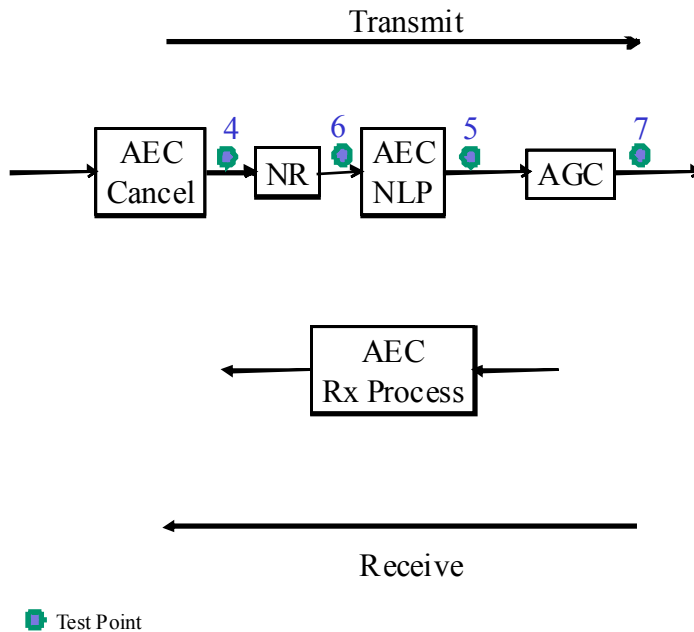 Transmit
4
6
5
7
AEC
Cancel
NR
AEC
NLP
AGC
AEC
Rx Process
Receive
Test Point